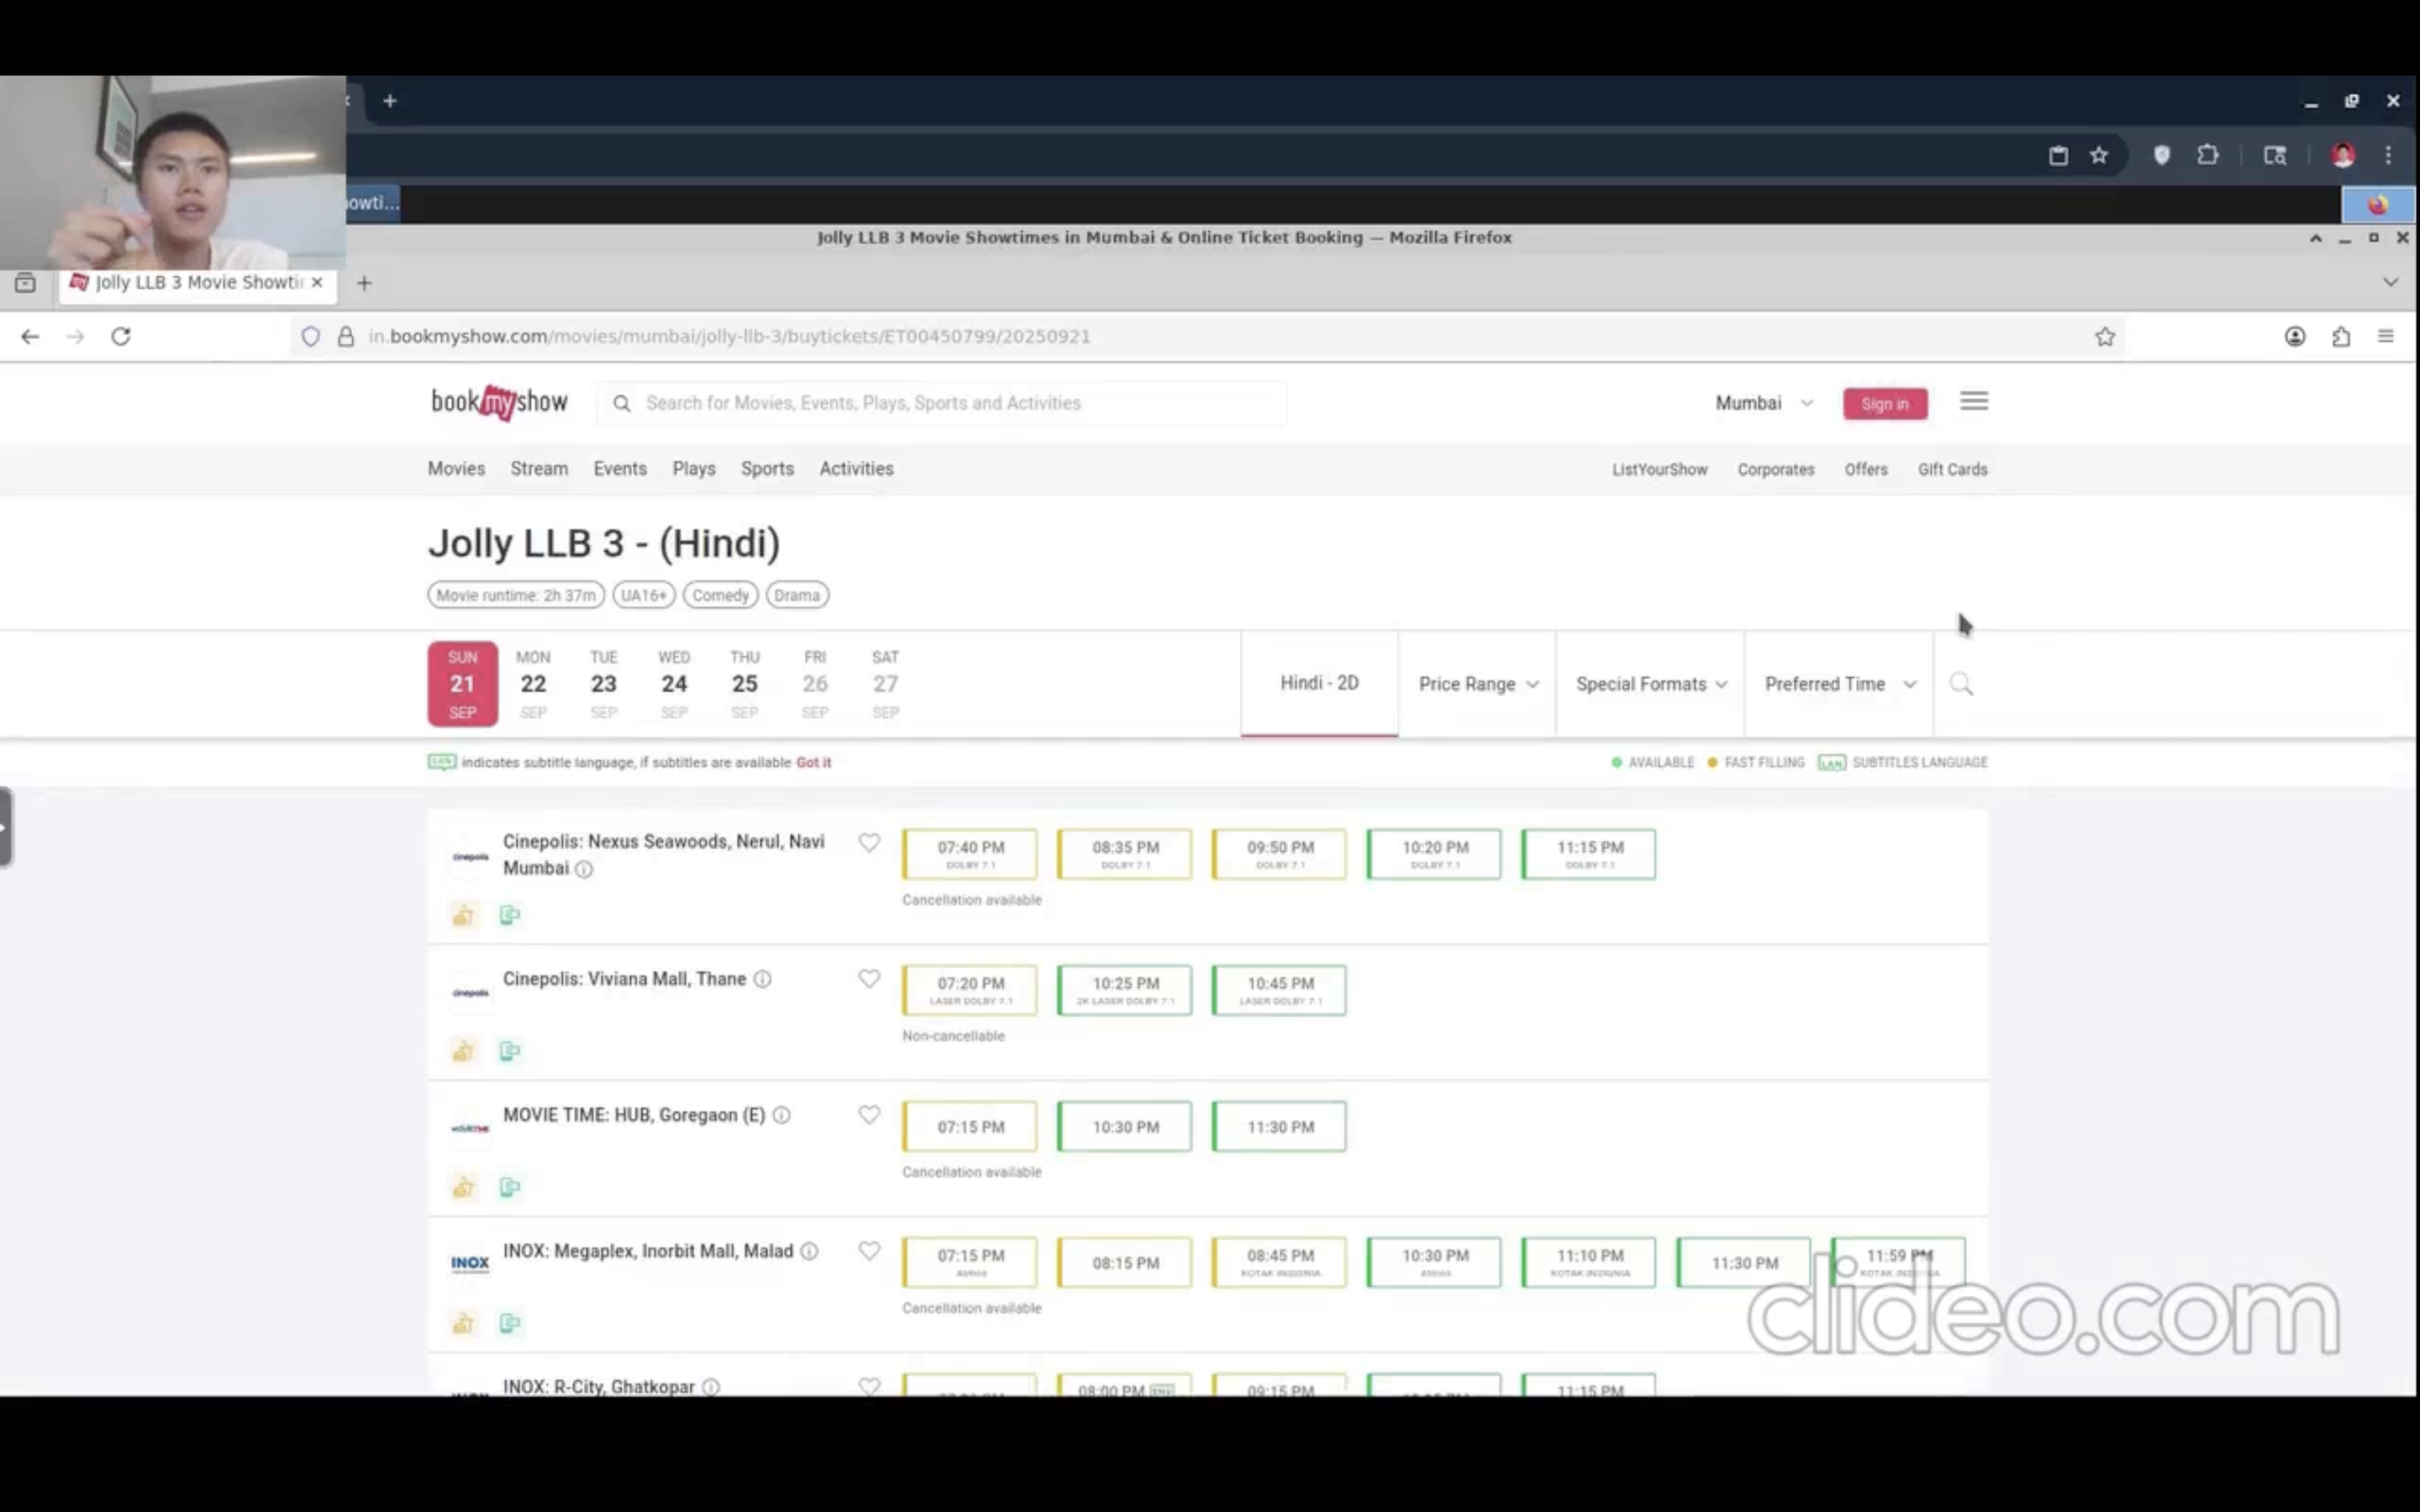 owti...
Jolly LLB 3 Movie Showtimes in Mumbai & Online Ticket Booking — Mozilla Firefox
Jolly LLB 3 Movie Showtir
in.bookmyshow.com/movies/mumbai/jolly-llb-3/buytickets/ET00450799/20250921
book my show
Search for Movies, Events, Plays, Sports and Activities
Mumbai
Sign in
Movies Stream Events Plays Sports Activities
ListYourShow Corporates Offers Gift Cards
Jolly LLB 3 - (Hindi)
Movie runtime: 2h 37m UA16+ Comedy Drama
SUN MON TUE WED THU FRI SAT
21 22 23 24 25 26 27
SEP SEP SEP SEP SEP SEP SEP
Hindi - 2D Price Range Special Formats Preferred Time
LAN indicates subtitle language, if subtitles are available Got it
AVAILABLE FAST FILLING LAN SUBTITLES LANGUAGE
cinepolis
Cinepolis: Nexus Seawoods, Nerul, Navi
Mumbai
07:40 PM 08:35 PM 09:50 PM 10:20 PM 11:15 PM
DOLBY 7.1 DOLBY 7.1 DOLBY 7.1 DOLBY 7.1 DOLBY 7.1
Cancellation available
cinepolis
Cinepolis: Viviana Mall, Thane
07:20 PM 10:25 PM 10:45 PM
LASER DOLBY 7.1 2K LASER DOLBY 7.1 LASER DOLBY 7.1
Non-cancellable
MOVIE TIME: HUB, Goregaon (E)
07:15 PM 10:30 PM 11:30 PM
Cancellation available
INOX
INOX: Megaplex, Inorbit Mall, Malad
07:15 PM 08:15 PM 08:45 PM 10:30 PM 11:10 PM 11:30 PM 11:59 PM
Atmos KOTAK INSIGNIA Atmos KOTAK INSIGNIA KOTAK INSIGNIA
Cancellation available
INOX: R-City, Ghatkopar
08:00 PM 09:15 PM 11:15 PM
clideo.com